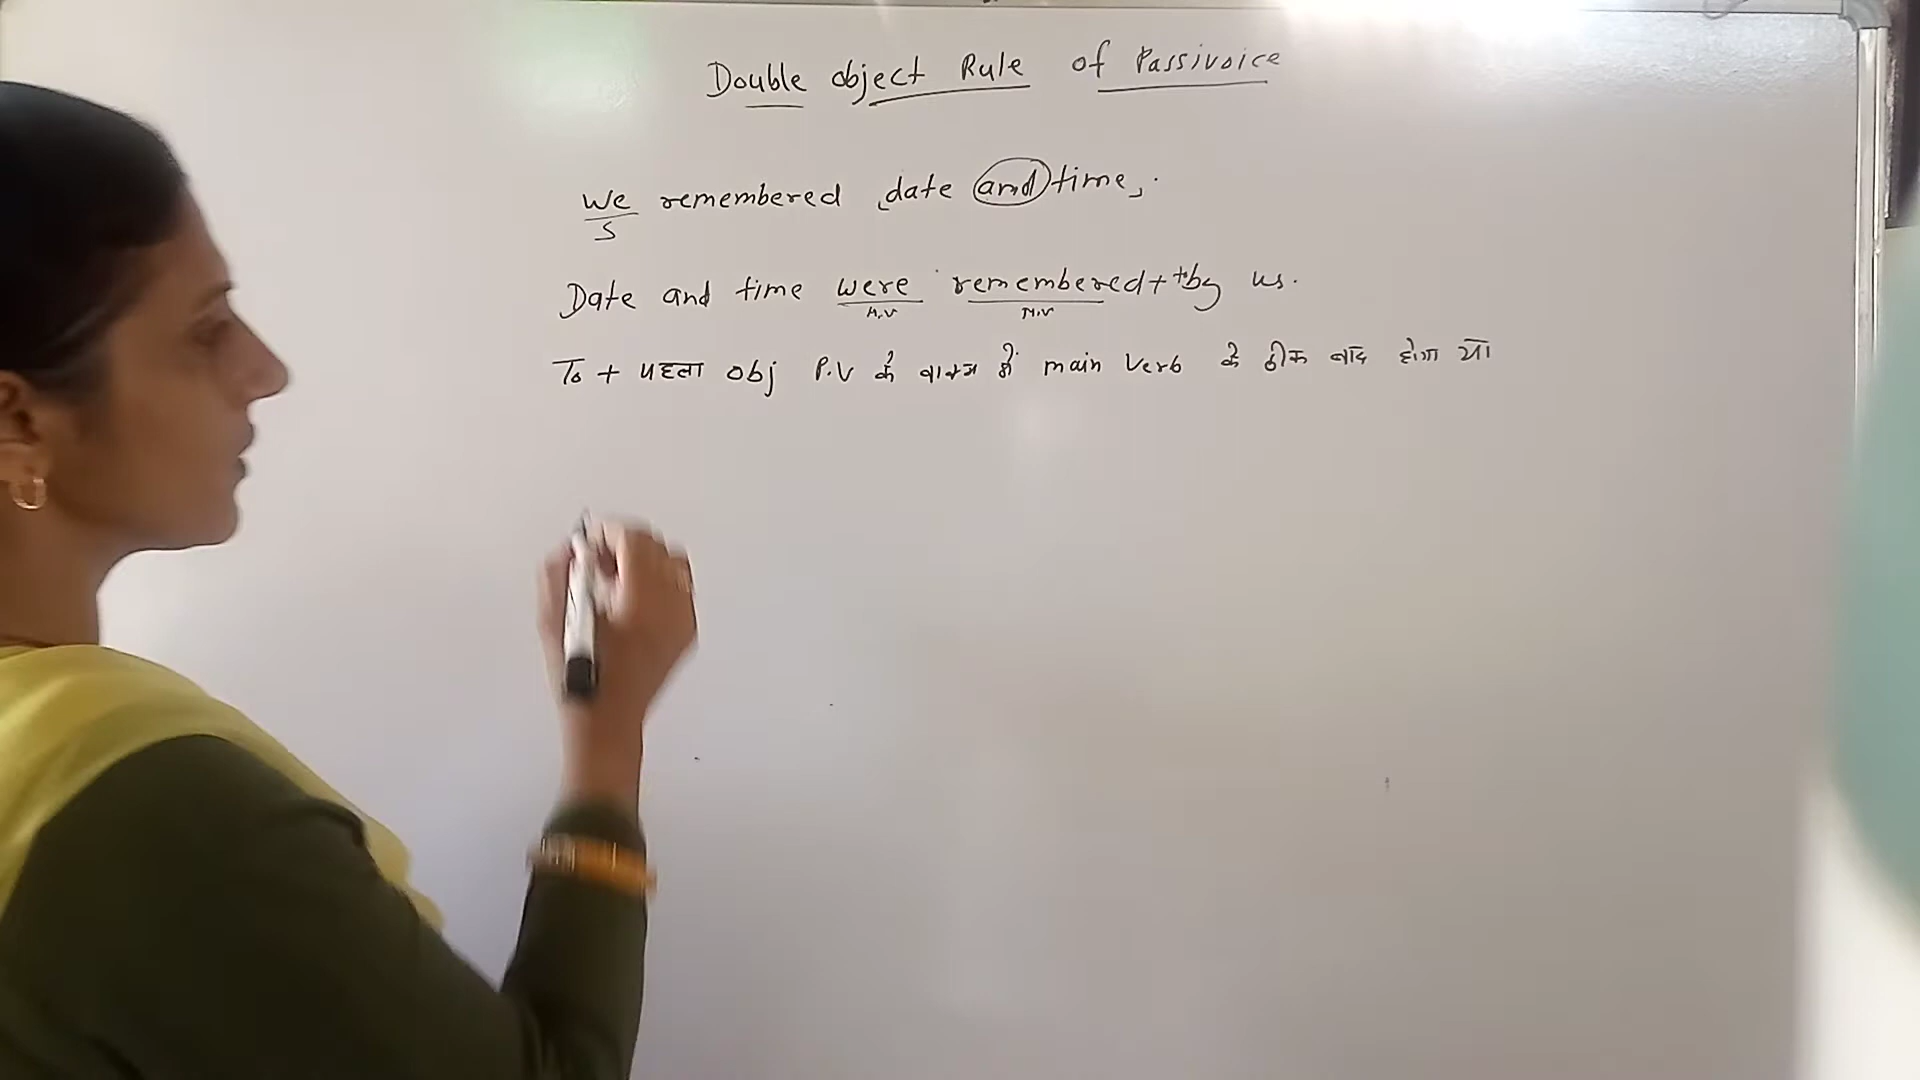 Double object Rule of Passivoice
We remembered date and time.
S
Date and time were remembered + +by us.
H.V M.V
To + पहला obj P.V के वाक्य में main verb के ठीक बाद होगा या